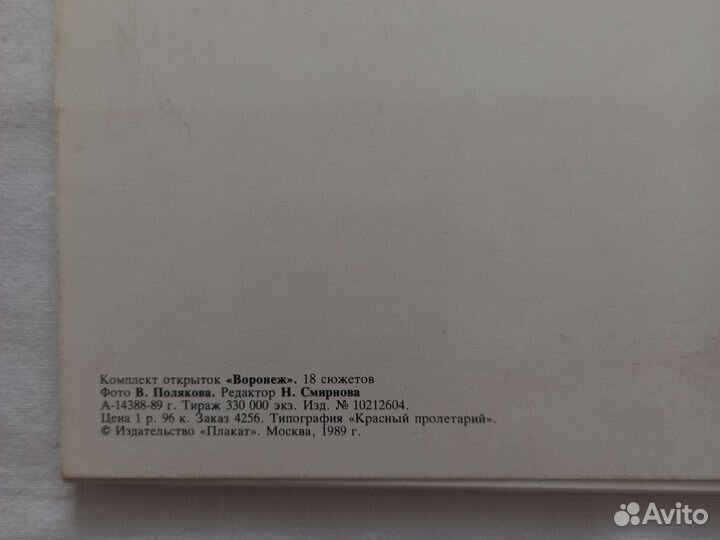 Комплект открыток «Воронеж». 18 сюжетов
Фото В. Полякова. Редактор Н. Смирнова
А-14388-89 г. Тираж 330 000 экз. Изд. № 10212604.
Цена 1 р. 96 к. Заказ 4256. Типография «Красный пролетарий».
© Издательство «Плакат». Москва, 1989 г.
Avito